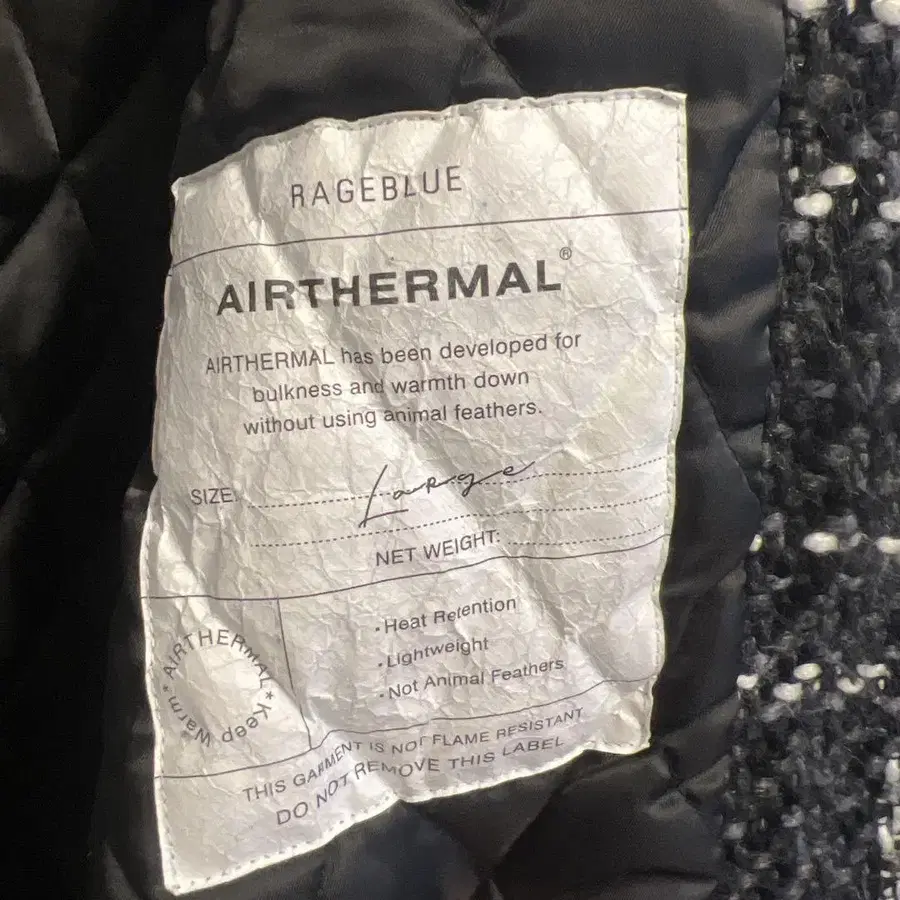 RAGEBLUE
AIRTHERMAL®
AIRTHERMAL has been developed for
bulkness and warmth down
without using animal feathers.
SIZE Large
NET WEIGHT:
· Heat Retention
· Lightweight
· Not Animal Feathers
* AIRTHERMAL * Keep Warm
THIS GARMENT IS NOT FLAME RESISTANT
DO NOT REMOVE THIS LABEL